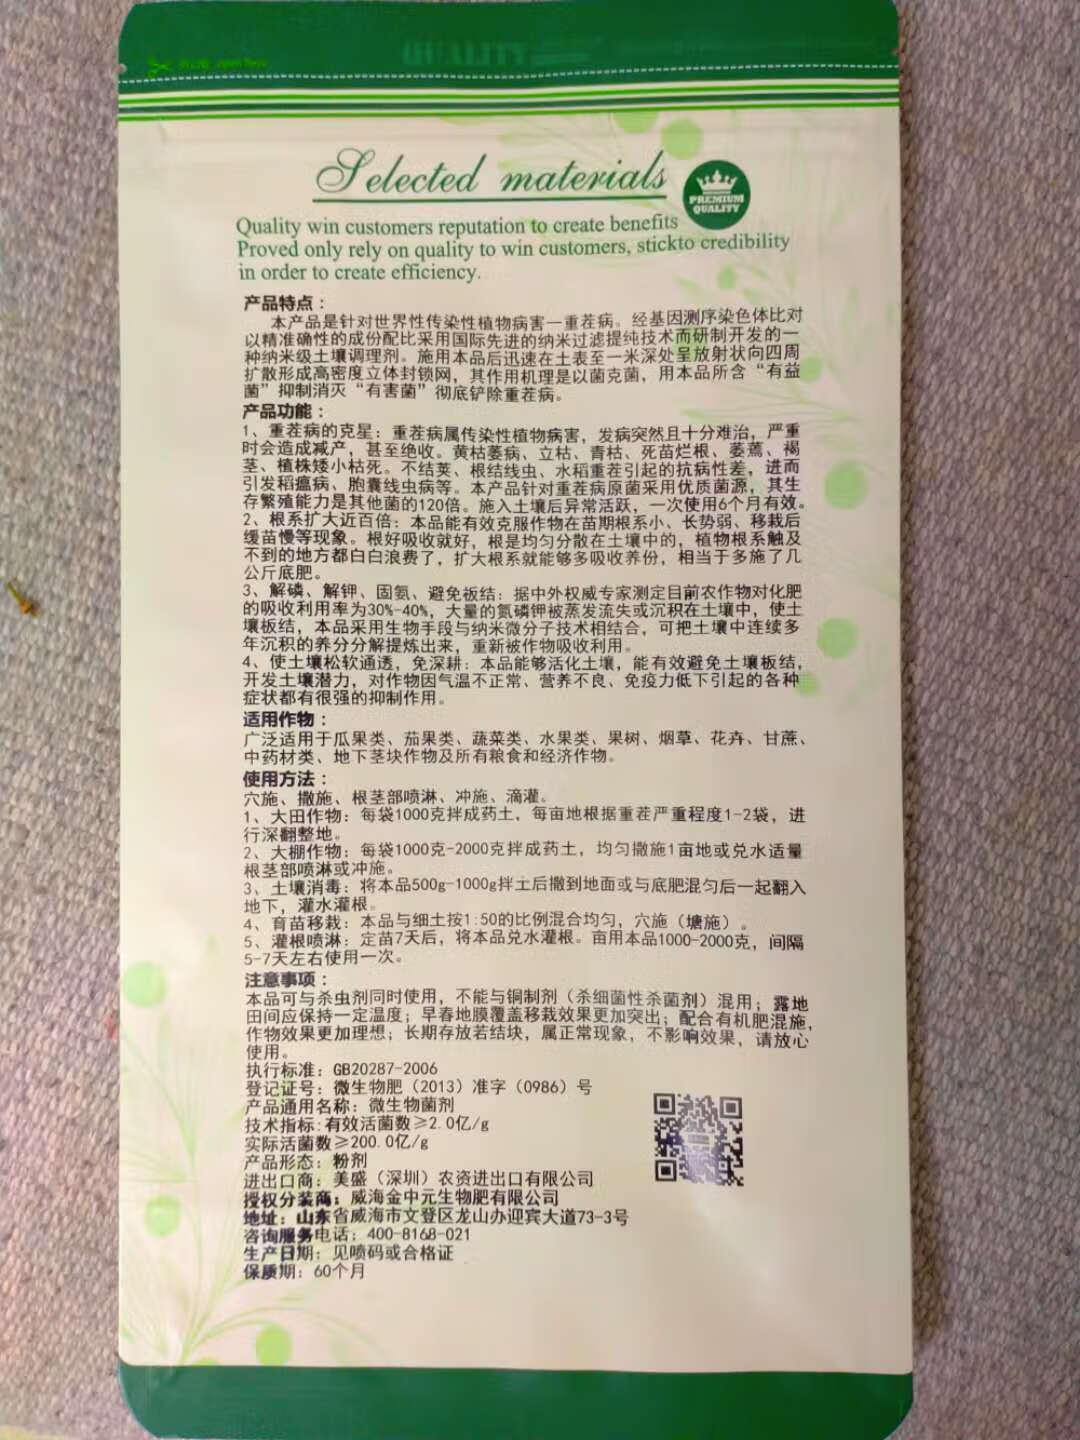 open here
QUALITY
Selected materials
PREMIUM
QUALITY
Quality win customers reputation to create benefits
Proved only rely on quality to win customers, stickto credibility
in order to create efficiency.
产品特点：
本产品是针对世界性传染性植物病害一重茬病。经基因测序染色体比对
以精准确性的成份配比采用国际先进的纳米过滤提纯技术而研制开发的一
种纳米级土壤调理剂。施用本品后迅速在土表至一米深处呈放射状向四周
扩散形成高密度立体封锁网，其作用机理是以菌克菌，用本品所含“有益
菌”抑制消灭“有害菌”彻底铲除重茬病。
产品功能：
1、重茬病的克星：重茬病属传染性植物病害，发病突然且十分难治，严重
时会造成减产，甚至绝收。黄枯萎病、立枯、青枯、死苗烂根、萎蔫、褐
茎、植株矮小枯死。不结荚、根结线虫、水稻重茬引起的抗病性差，进而
引发稻瘟病、胞囊线虫病等。本产品针对重茬病原菌采用优质菌源，其生
存繁殖能力是其他菌的120倍。施入土壤后异常活跃，一次使用6个月有效。
2、根系扩大近百倍：本品能有效克服作物在苗期根系小、长势弱、移栽后
缓苗慢等现象。根好吸收就好，根是均匀分散在土壤中的，植物根系触及
不到的地方都白白浪费了，扩大根系就能够多吸收养份，相当于多施了几
公斤底肥。
3、解磷、解钾、固氨、避免板结：据中外权威专家测定目前农作物对化肥
的吸收利用率为30%-40%，大量的氮磷钾被蒸发流失或沉积在土壤中，使土
壤板结，本品采用生物手段与纳米微分子技术相结合，可把土壤中连续多
年沉积的养分分解提炼出来，重新被作物吸收利用。
4、使土壤松软通透，免深耕：本品能够活化土壤，能有效避免土壤板结，
开发土壤潜力，对作物因气温不正常、营养不良、免疫力低下引起的各种
症状都有很强的抑制作用。
适用作物：
广泛适用于瓜果类、茄果类、蔬菜类、水果类、果树、烟草、花卉、甘蔗、
中药材类、地下茎块作物及所有粮食和经济作物。
使用方法：
穴施、撒施、根茎部喷淋、冲施、滴灌。
1、大田作物：每袋1000克拌成药土，每亩地根据重茬严重程度1-2袋，进
行深翻整地。
2、大棚作物：每袋1000克-2000克拌成药土，均匀撒施1亩地或兑水适量
根茎部喷淋或冲施。
3、土壤消毒：将本品500g-1000g拌土后撒到地面或与底肥混匀后一起翻入
地下，灌水灌根。
4、育苗移栽：本品与细土按1:50的比例混合均匀，穴施（塘施）。
5、灌根喷淋：定苗7天后，将本品兑水灌根。亩用本品1000-2000克，间隔
5-7天左右使用一次。
注意事项：
本品可与杀虫剂同时使用，不能与铜制剂（杀细菌性杀菌剂）混用；露地
田间应保持一定温度；早春地膜覆盖移栽效果更加突出；配合有机肥混施，
作物效果更加理想；长期存放若结块，属正常现象，不影响效果，请放心
使用。
执行标准：GB20287-2006
登记证号：微生物肥（2013）准字（0986）号
产品通用名称：微生物菌剂
技术指标:有效活菌数≥2.0亿/g
实际活菌数≥200.0亿/g
产品形态：粉剂
进出口商：美盛（深圳）农资进出口有限公司
授权分装商：威海金中元生物肥有限公司
地址：山东省威海市文登区龙山办迎宾大道73-3号
咨询服务电话：400-8168-021
生产日期：见喷码或合格证
保质期：60个月